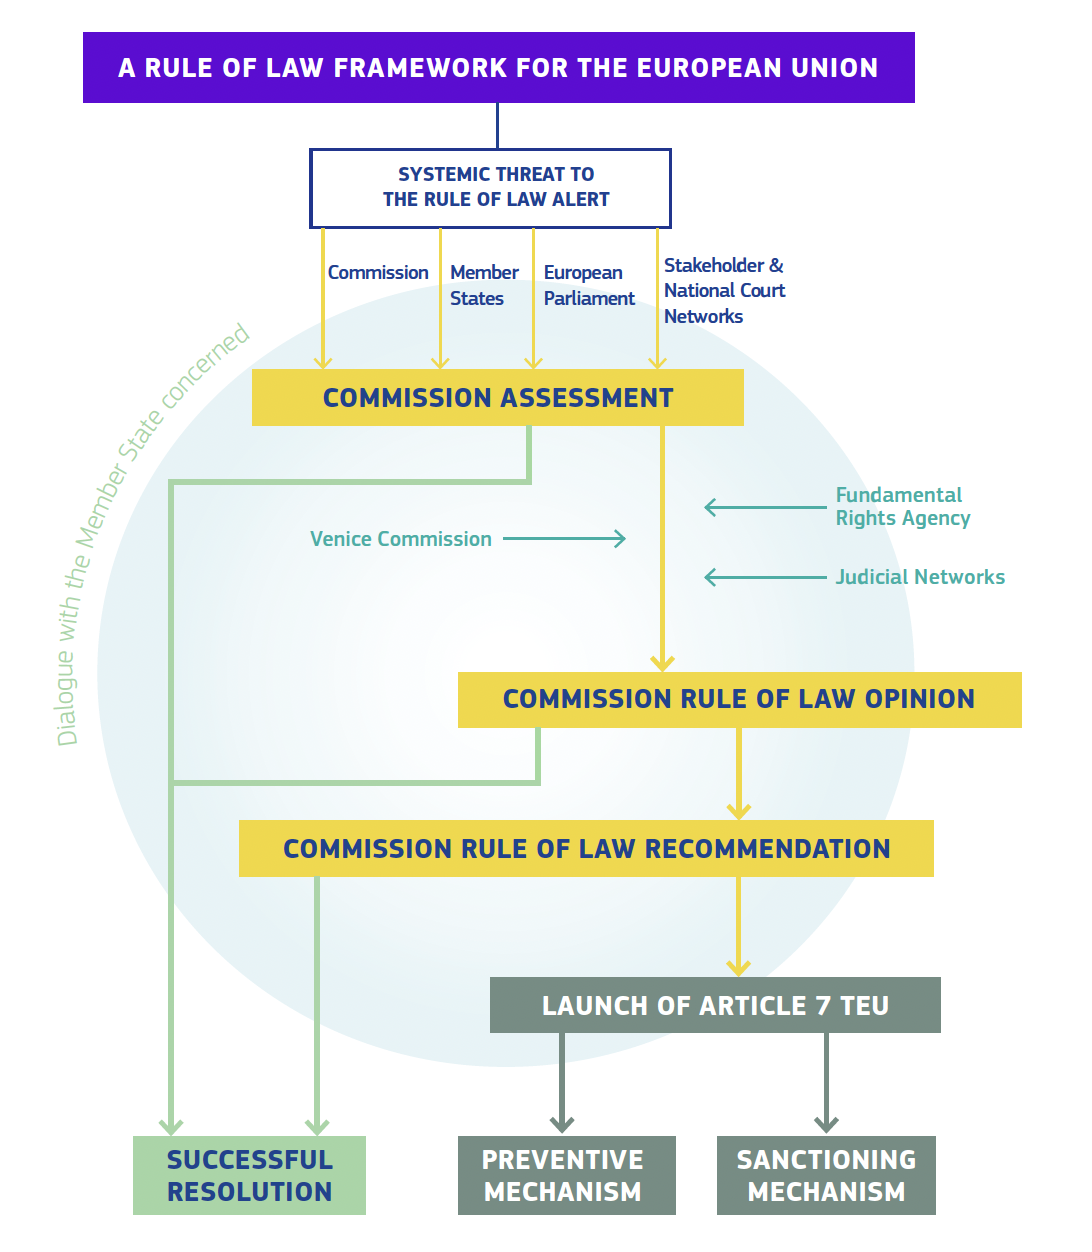 A RULE OF LAW FRAMEWORK FOR THE EUROPEAN UNION
SYSTEMIC THREAT TO
THE RULE OF LAW ALERT
Commission
Member
States
European
Parliament
Stakeholder &
National Court
Networks
Dialogue with the Member State concerned
COMMISSION ASSESSMENT
Fundamental
Rights Agency
Venice Commission
Judicial Networks
COMMISSION RULE OF LAW OPINION
COMMISSION RULE OF LAW RECOMMENDATION
LAUNCH OF ARTICLE 7 TEU
SUCCESSFUL
RESOLUTION
PREVENTIVE
MECHANISM
SANCTIONING
MECHANISM